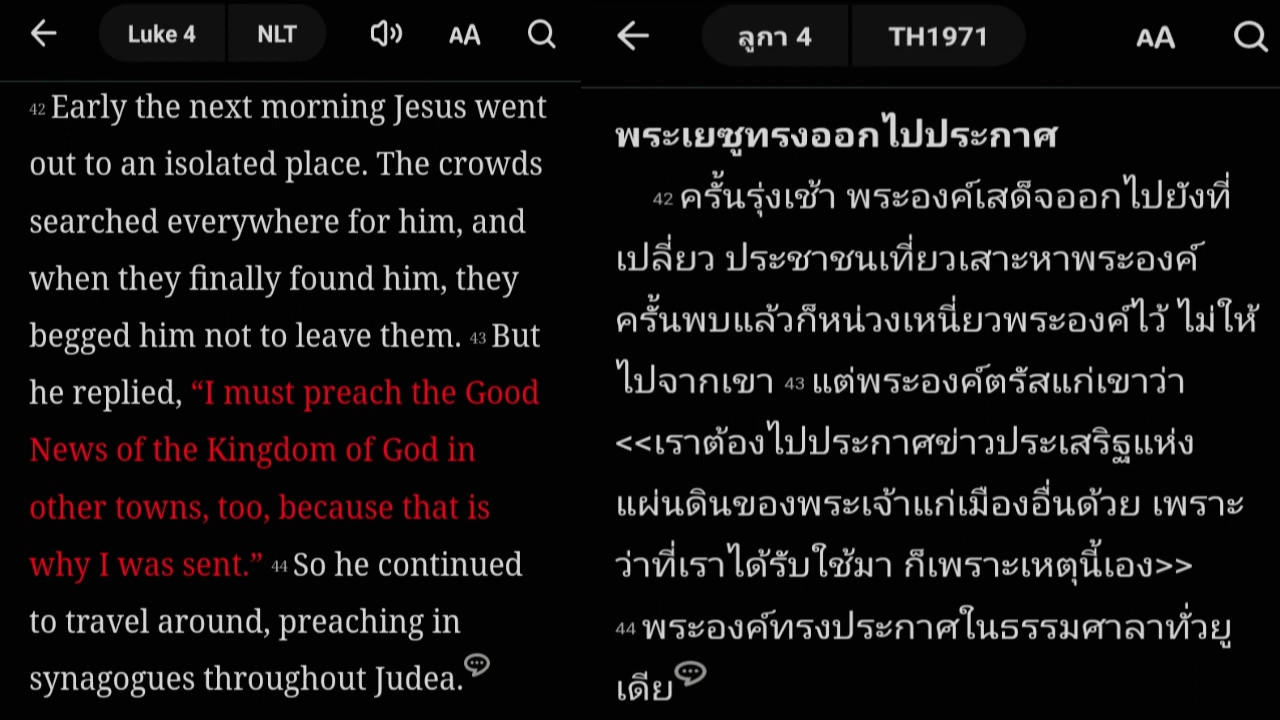 Luke 4 NLT AA
42 Early the next morning Jesus went
out to an isolated place. The crowds
searched everywhere for him, and
when they finally found him, they
begged him not to leave them. 43 But
he replied, “I must preach the Good
News of the Kingdom of God in
other towns, too, because that is
why I was sent.” 44 So he continued
to travel around, preaching in
synagogues throughout Judea.
ลูกา 4 TH1971 AA
พระเยซูทรงออกไปประกาศ
42 ครั้นรุ่งเช้า พระองค์เสด็จออกไปยังที่
เปลี่ยว ประชาชนเที่ยวเสาะหาพระองค์
ครั้นพบแล้วก็หน่วงเหนี่ยวพระองค์ไว้ ไม่ให้
ไปจากเขา 43 แต่พระองค์ตรัสแก่เขาว่า
<<เราต้องไปประกาศข่าวประเสริฐแห่ง
แผ่นดินของพระเจ้าแก่เมืองอื่นด้วย เพราะ
ว่าที่เราได้รับใช้มา ก็เพราะเหตุนี้เอง>>
44 พระองค์ทรงประกาศในธรรมศาลาทั่วยู
เดีย